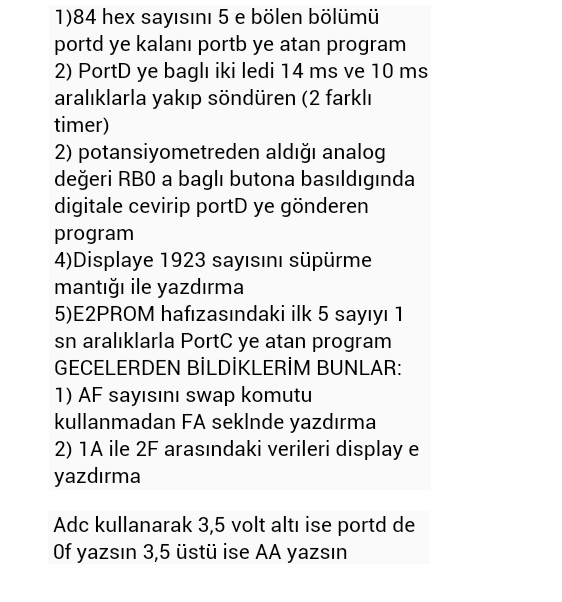 1)84 hex sayısını 5 e bölen bölümü
portd ye kalanı portb ye atan program
2) PortD ye baglı iki ledi 14 ms ve 10 ms
aralıklarla yakıp söndüren (2 farklı
timer)
2) potansiyometreden aldığı analog
değeri RB0 a baglı butona basıldıgında
digitale cevirip portD ye gönderen
program
4)Displaye 1923 sayısını süpürme
mantığı ile yazdırma
5)E2PROM hafızasındaki ilk 5 sayıyı 1
sn aralıklarla PortC ye atan program
GECELERDEN BİLDİKLERİM BUNLAR:
1) AF sayısını swap komutu
kullanmadan FA seklnde yazdırma
2) 1A ile 2F arasındaki verileri display e
yazdırma
Adc kullanarak 3,5 volt altı ise portd de
0f yazsın 3,5 üstü ise AA yazsın